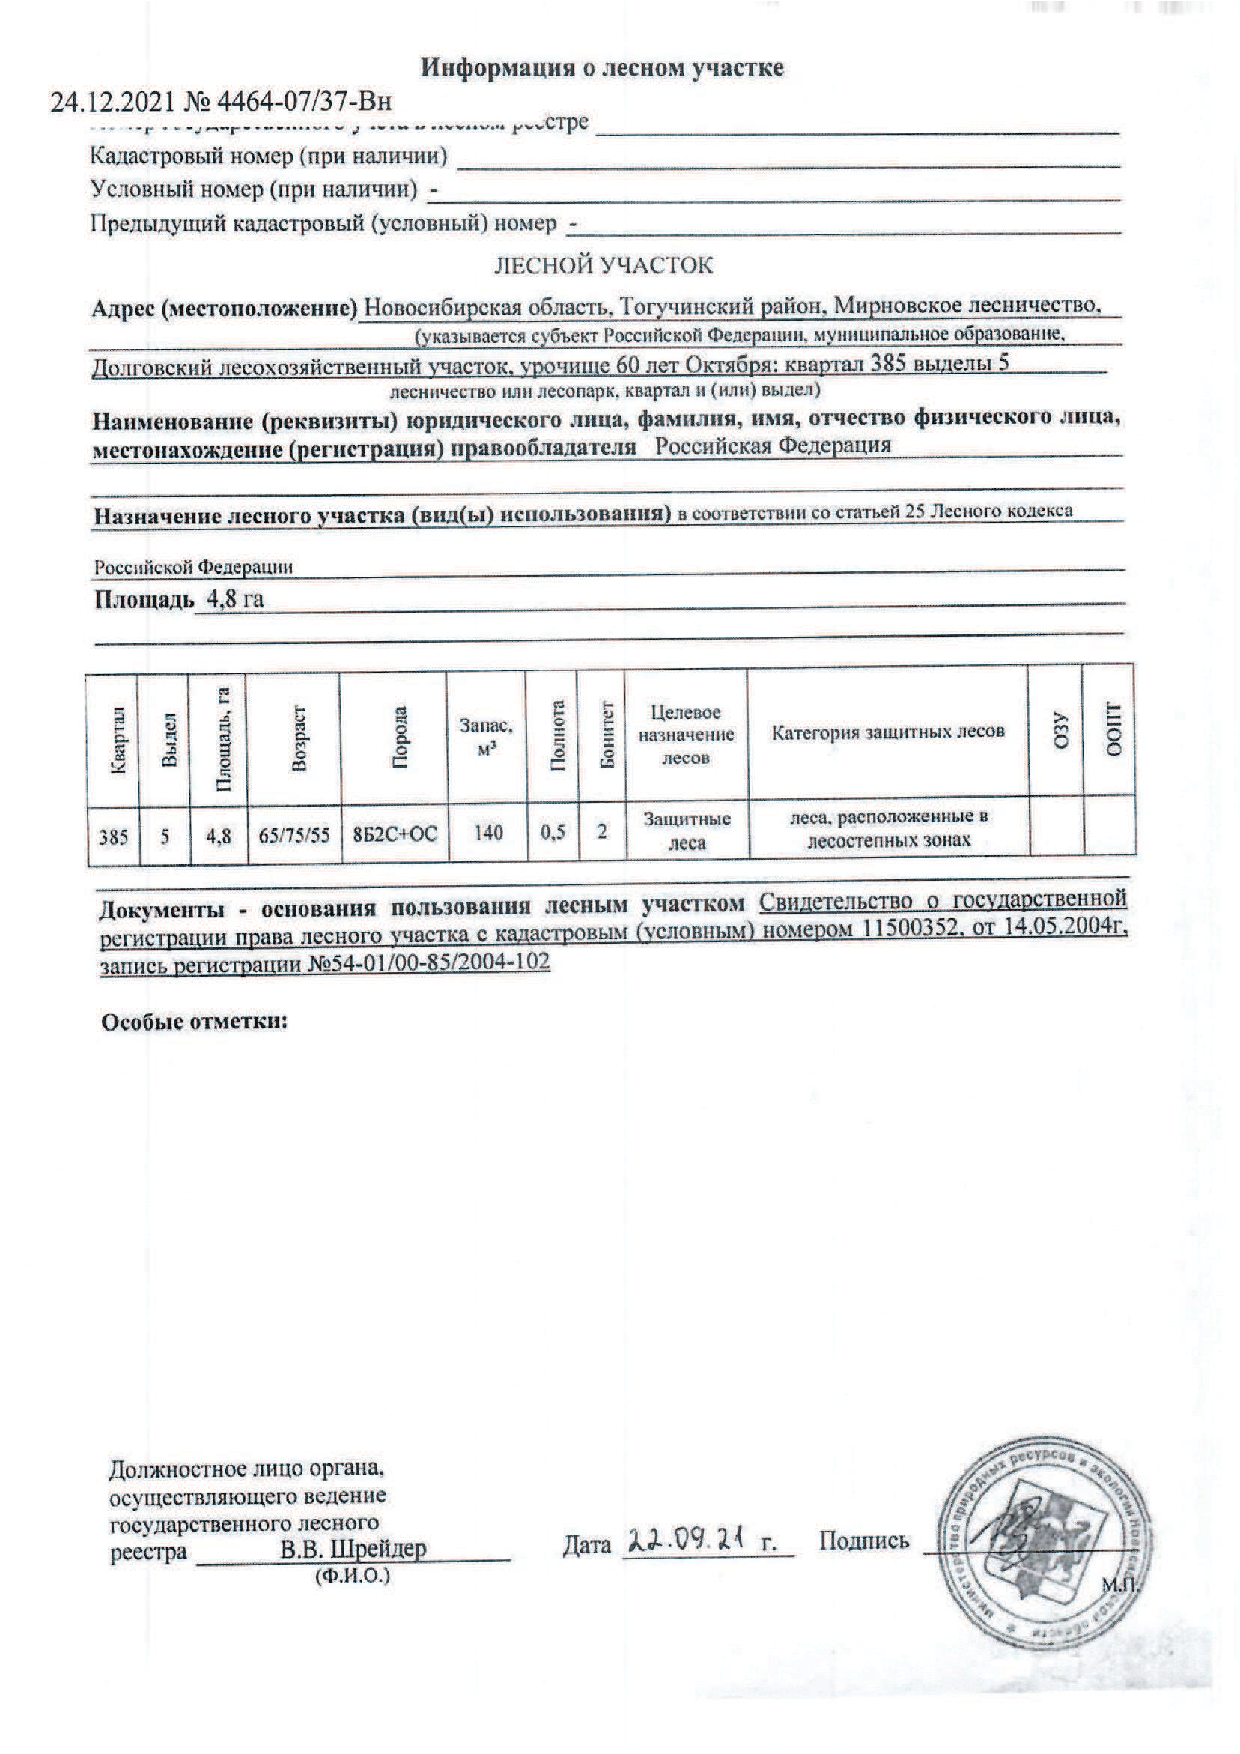 Информация о лесном участке
24.12.2021 № 4464-07/37-Вн
реестре
Кадастровый номер (при наличии)
Условный номер (при наличии) -
Предыдущий кадастровый (условный) номер -
ЛЕСНОЙ УЧАСТОК
Адрес (местоположение) Новосибирская область, Тогучинский район, Мирновское лесничество,
(указывается субъект Российской Федерации, муниципальное образование,
Долговский лесохозяйственный участок, урочище 60 лет Октября: квартал 385 выделы 5
лесничество или лесопарк, квартал и (или) выдел)
Наименование (реквизиты) юридического лица, фамилия, имя, отчество физического лица,
местонахождение (регистрация) правообладателя Российская Федерация
Назначение лесного участка (вид(ы) использования) в соответствии со статьей 25 Лесного кодекса
Российской Федерации
Площадь 4,8 га
Квартал Выдел Площадь, га Возраст Порода Запас, м³ Полнота Бонитет Целевое назначение лесов Категория защитных лесов ОЗУ ООПТ
385 5 4,8 65/75/55 8Б2С+ОС 140 0,5 2 Защитные леса леса, расположенные в лесостепных зонах
Документы - основания пользования лесным участком Свидетельство о государственной
регистрации права лесного участка с кадастровым (условным) номером 11500352, от 14.05.2004г,
запись регистрации №54-01/00-85/2004-102
Особые отметки:
Должностное лицо органа,
осуществляющего ведение
государственного лесного
реестра В.В. Шрейдер Дата 22.09.21 г. Подпись
(Ф.И.О.)
М.П.
министерство природных ресурсов и экологии Новосибирской области